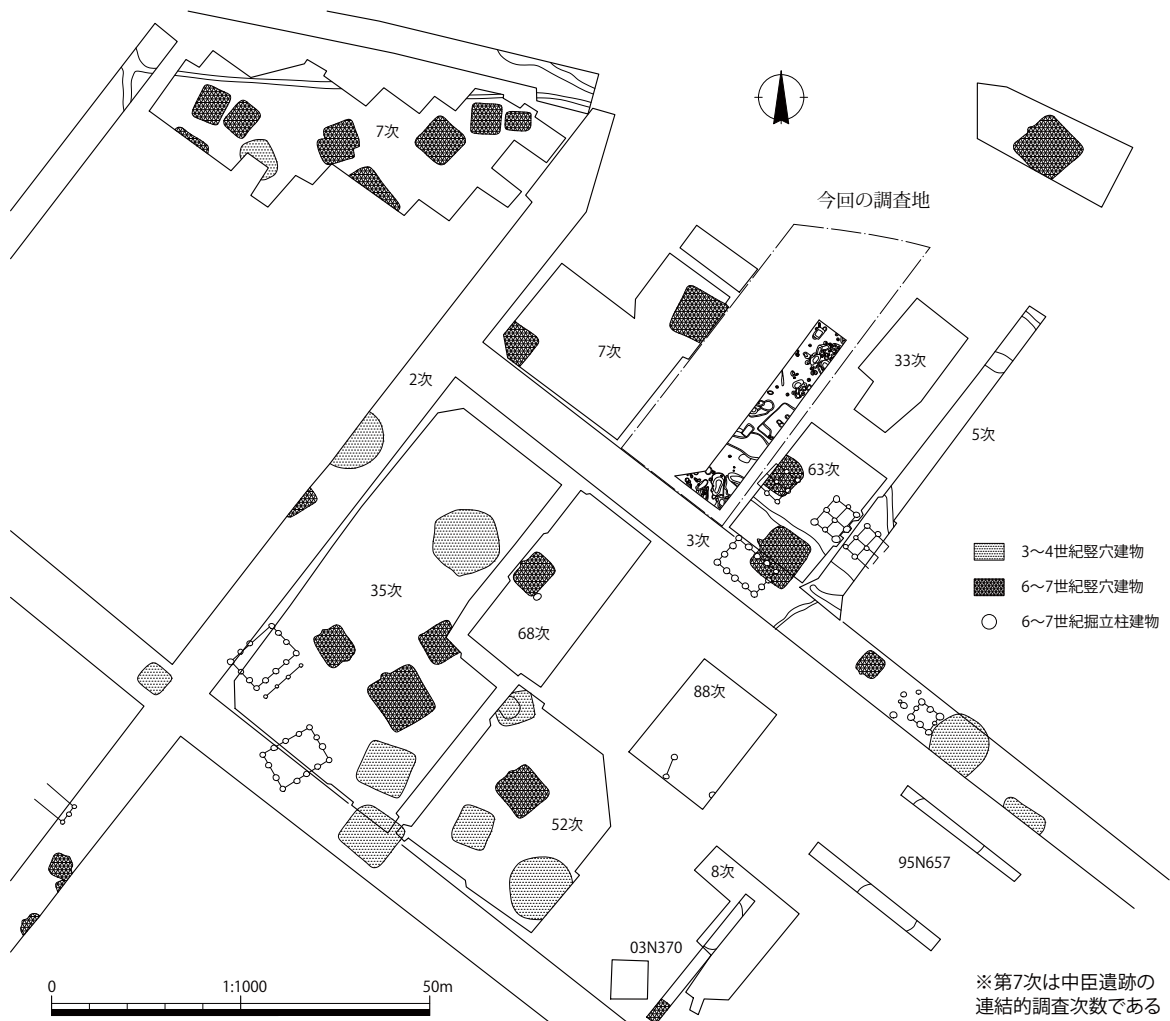 7次
今回の調査地
7次
33次
2次
5次
63次
3次
3〜4世紀竪穴建物
35次
6〜7世紀竪穴建物
68次
6〜7世紀掘立柱建物
88次
52次
95N657
8次
03N370
0
1:1000
50m
※第7次は中臣遺跡の
連結的調査次数である